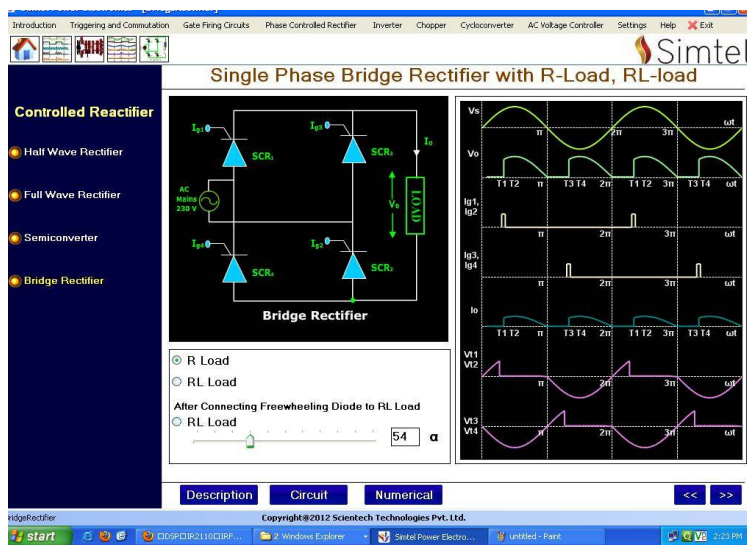 Introduction Triggering and Commutation Gate Firing Circuits Phase Controlled Rectifier Inverter Chopper Cycloconverter AC Voltage Controller Settings Help Exit
Simtel
Single Phase Bridge Rectifier with R-Load, RL-load
Controlled Reactifier
Half Wave Rectifier
Full Wave Rectifier
Semiconverter
Bridge Rectifier
Ig1
SCR₁
Ig3
SCR₃
Io
AC
Mains
230 V
Vo
LOAD
Ig4
SCR₄
Ig2
SCR₂
Bridge Rectifier
Vs
π 2π 3π ωt
Vo
T1 T2 π T3 T4 2π T1 T2 3π T3 T4 ωt
Ig1,
Ig2
π 2π 3π ωt
Ig3,
Ig4
π 2π 3π ωt
Io
T1 T2 π T3 T4 2π T1 T2 3π T3 T4 ωt
Vt1
Vt2
π 2π 3π ωt
Vt3
Vt4
π 2π 3π ωt
R Load
RL Load
After Connecting Freewheeling Diode to RL Load
RL Load
54 α
Description Circuit Numerical << >>
ridgeRectifier Copyright@2012 Scientech Technologies Pvt. Ltd.
start 2 Windows Explorer Simtel Power Electro... untitled - Paint 2:23 PM